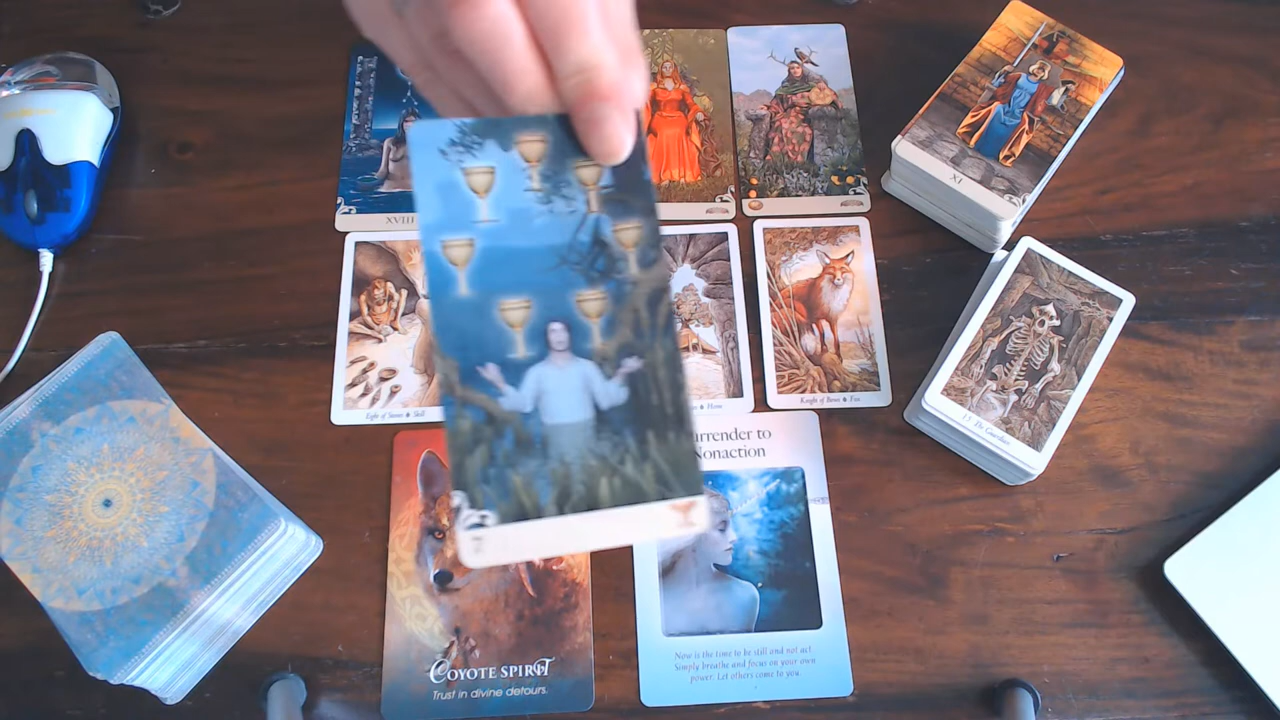 XI
XVIII
Eight of Stones Skill
Home
Knight of Bones Fox
15 The Guardian
urrender to
Nonaction
Now is the time to be still and not act.
Simply breathe and focus on your own
power. Let others come to you.
COYOTE SPIRIT
Trust in divine detours.